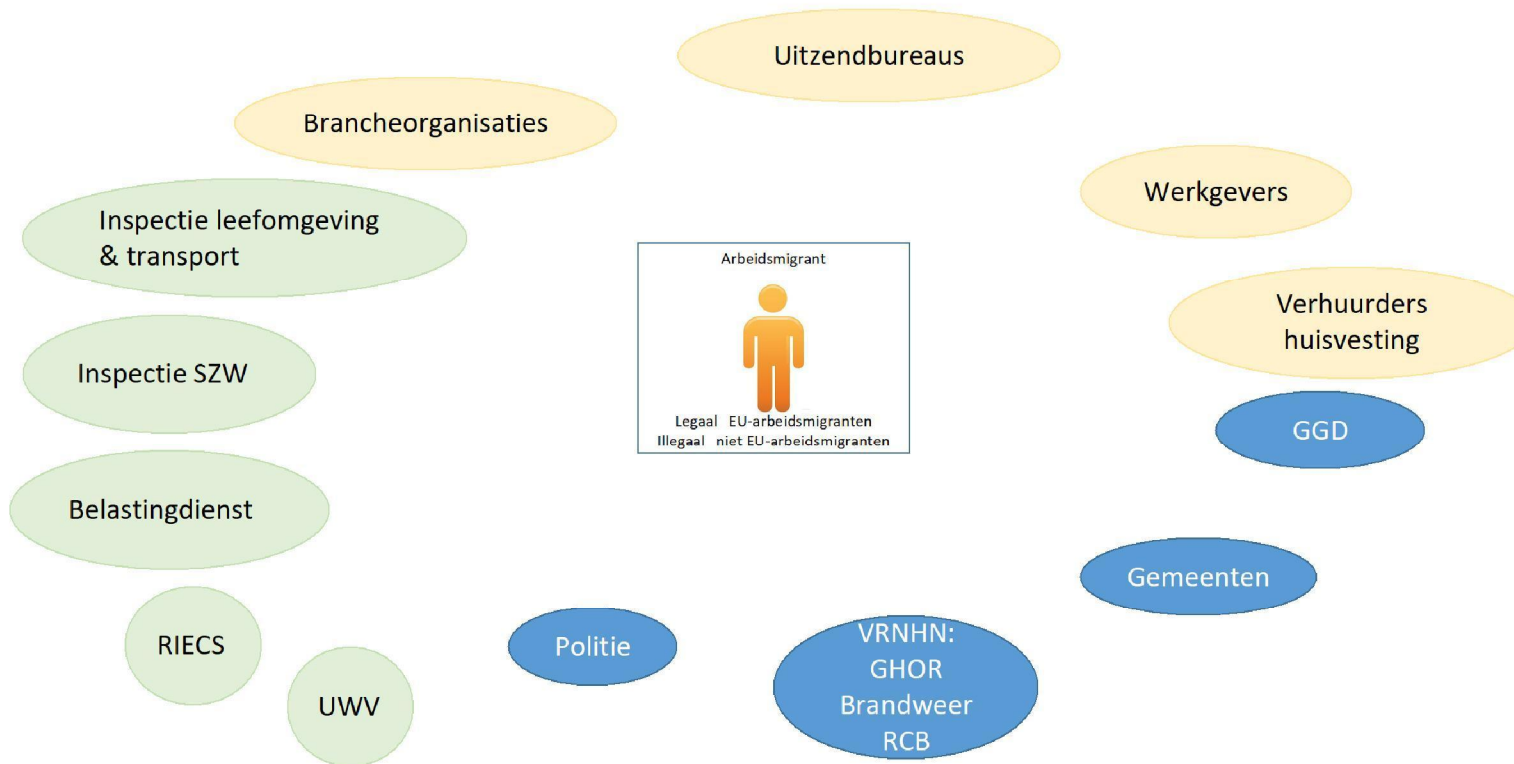 Uitzendbureaus
Brancheorganisaties
Werkgevers
Inspectie leefomgeving
& transport
Arbeidsmigrant
Legaal EU-arbeidsmigranten
Illegaal niet EU-arbeidsmigranten
Verhuurders
huisvesting
Inspectie SZW
GGD
Belastingdienst
Gemeenten
RIECS
UWV
Politie
VRNHN:
GHOR
Brandweer
RCB